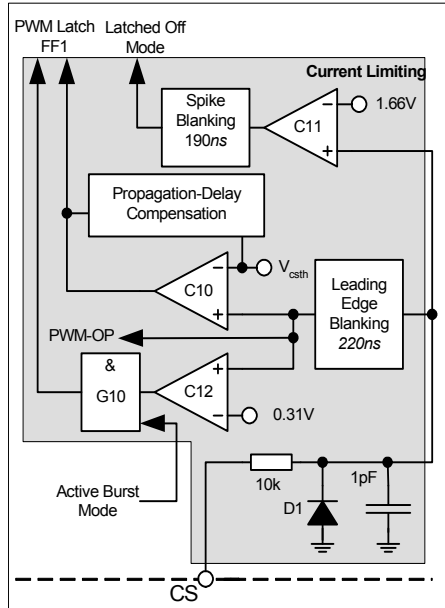 PWM Latch
FF1
Latched Off
Mode
Current Limiting
Spike
Blanking
190ns
C11
1.66V
Propagation-Delay
Compensation
C10
Vcsth
Leading
Edge
Blanking
220ns
PWM-OP
&
G10
C12
0.31V
Active Burst
Mode
10k
1pF
D1
CS